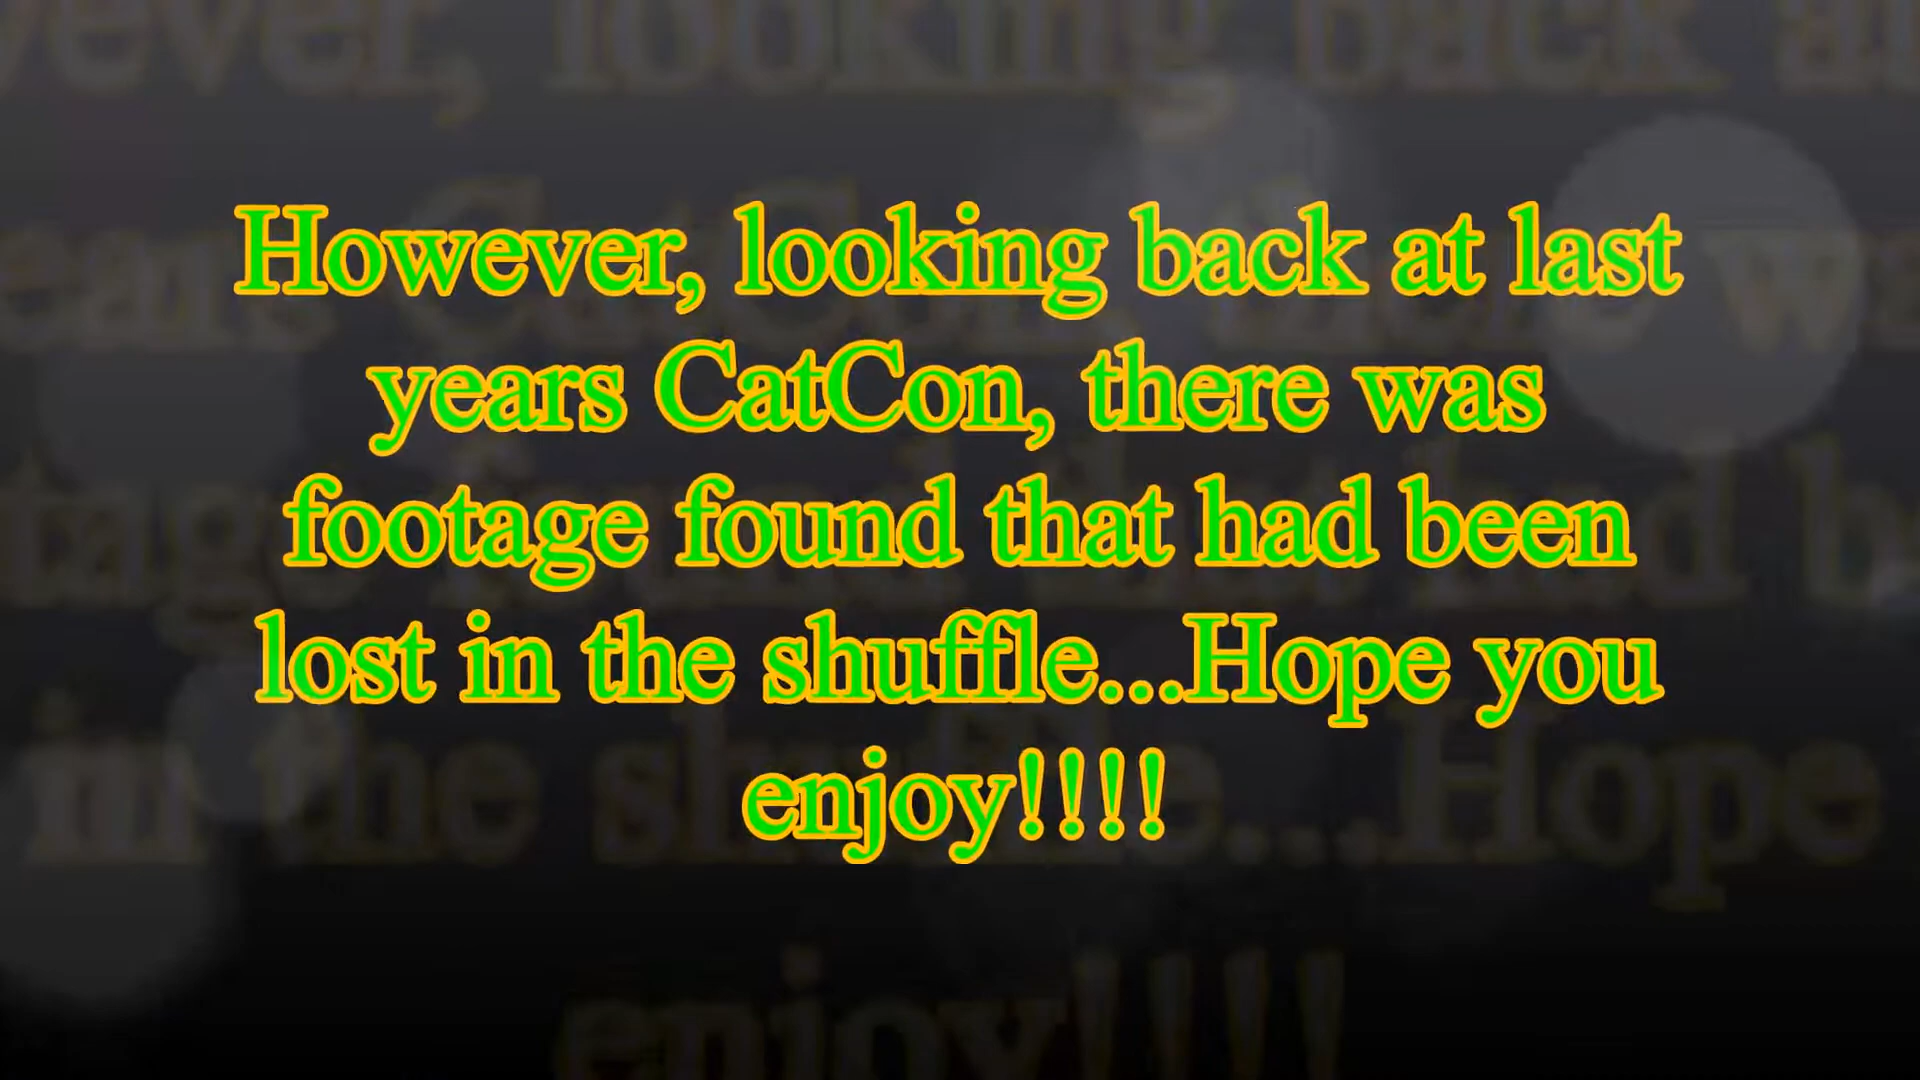 However, looking back at last
years CatCon, there was
footage found that had been
lost in the shuffle...Hope you
enjoy!!!!